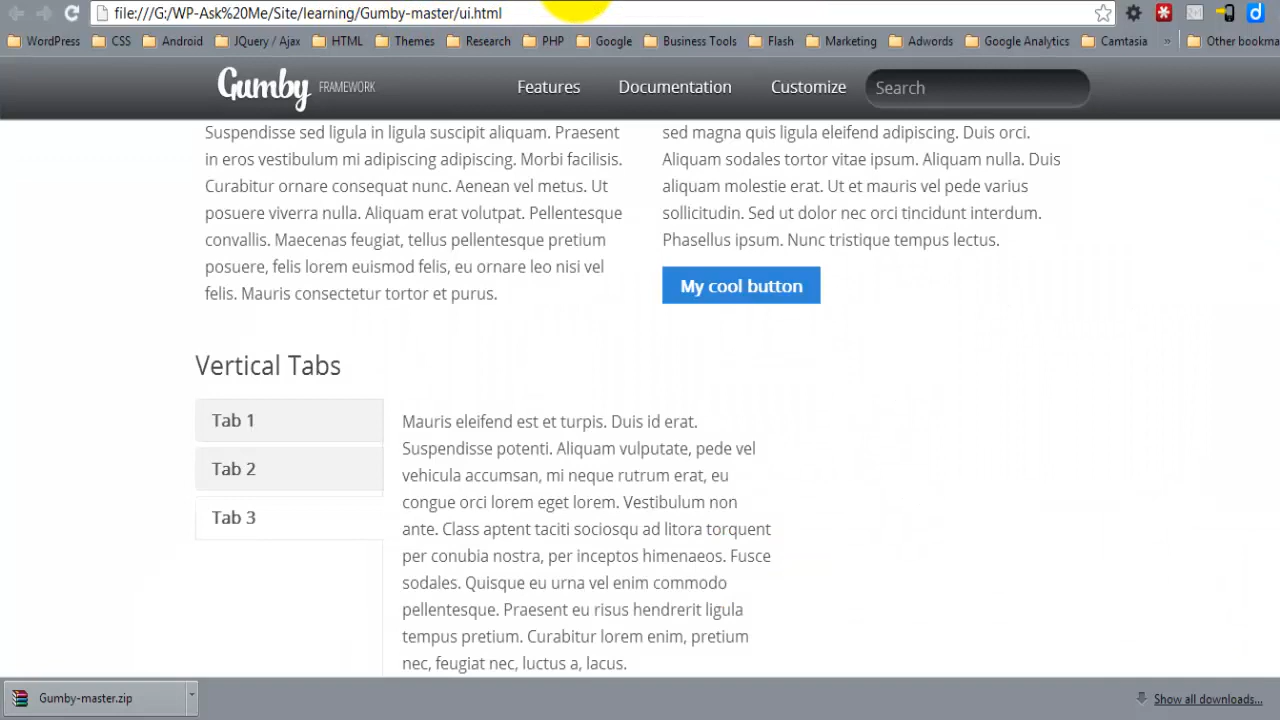 file:///G:/WP-Ask%20Me/Site/learning/Gumby-master/ui.html
WordPress CSS Android JQuery / Ajax HTML Themes Research PHP Google Business Tools Flash Marketing Adwords Google Analytics Camtasia » Other bookma
Gumby FRAMEWORK Features Documentation Customize Search
Suspendisse sed ligula in ligula suscipit aliquam. Praesent
in eros vestibulum mi adipiscing adipiscing. Morbi facilisis.
Curabitur ornare consequat nunc. Aenean vel metus. Ut
posuere viverra nulla. Aliquam erat volutpat. Pellentesque
convallis. Maecenas feugiat, tellus pellentesque pretium
posuere, felis lorem euismod felis, eu ornare leo nisi vel
felis. Mauris consectetur tortor et purus.
sed magna quis ligula eleifend adipiscing. Duis orci.
Aliquam sodales tortor vitae ipsum. Aliquam nulla. Duis
aliquam molestie erat. Ut et mauris vel pede varius
sollicitudin. Sed ut dolor nec orci tincidunt interdum.
Phasellus ipsum. Nunc tristique tempus lectus.
My cool button
Vertical Tabs
Tab 1
Tab 2
Tab 3
Mauris eleifend est et turpis. Duis id erat.
Suspendisse potenti. Aliquam vulputate, pede vel
vehicula accumsan, mi neque rutrum erat, eu
congue orci lorem eget lorem. Vestibulum non
ante. Class aptent taciti sociosqu ad litora torquent
per conubia nostra, per inceptos himenaeos. Fusce
sodales. Quisque eu urna vel enim commodo
pellentesque. Praesent eu risus hendrerit ligula
tempus pretium. Curabitur lorem enim, pretium
nec, feugiat nec, luctus a, lacus.
Gumby-master.zip
Show all downloads...